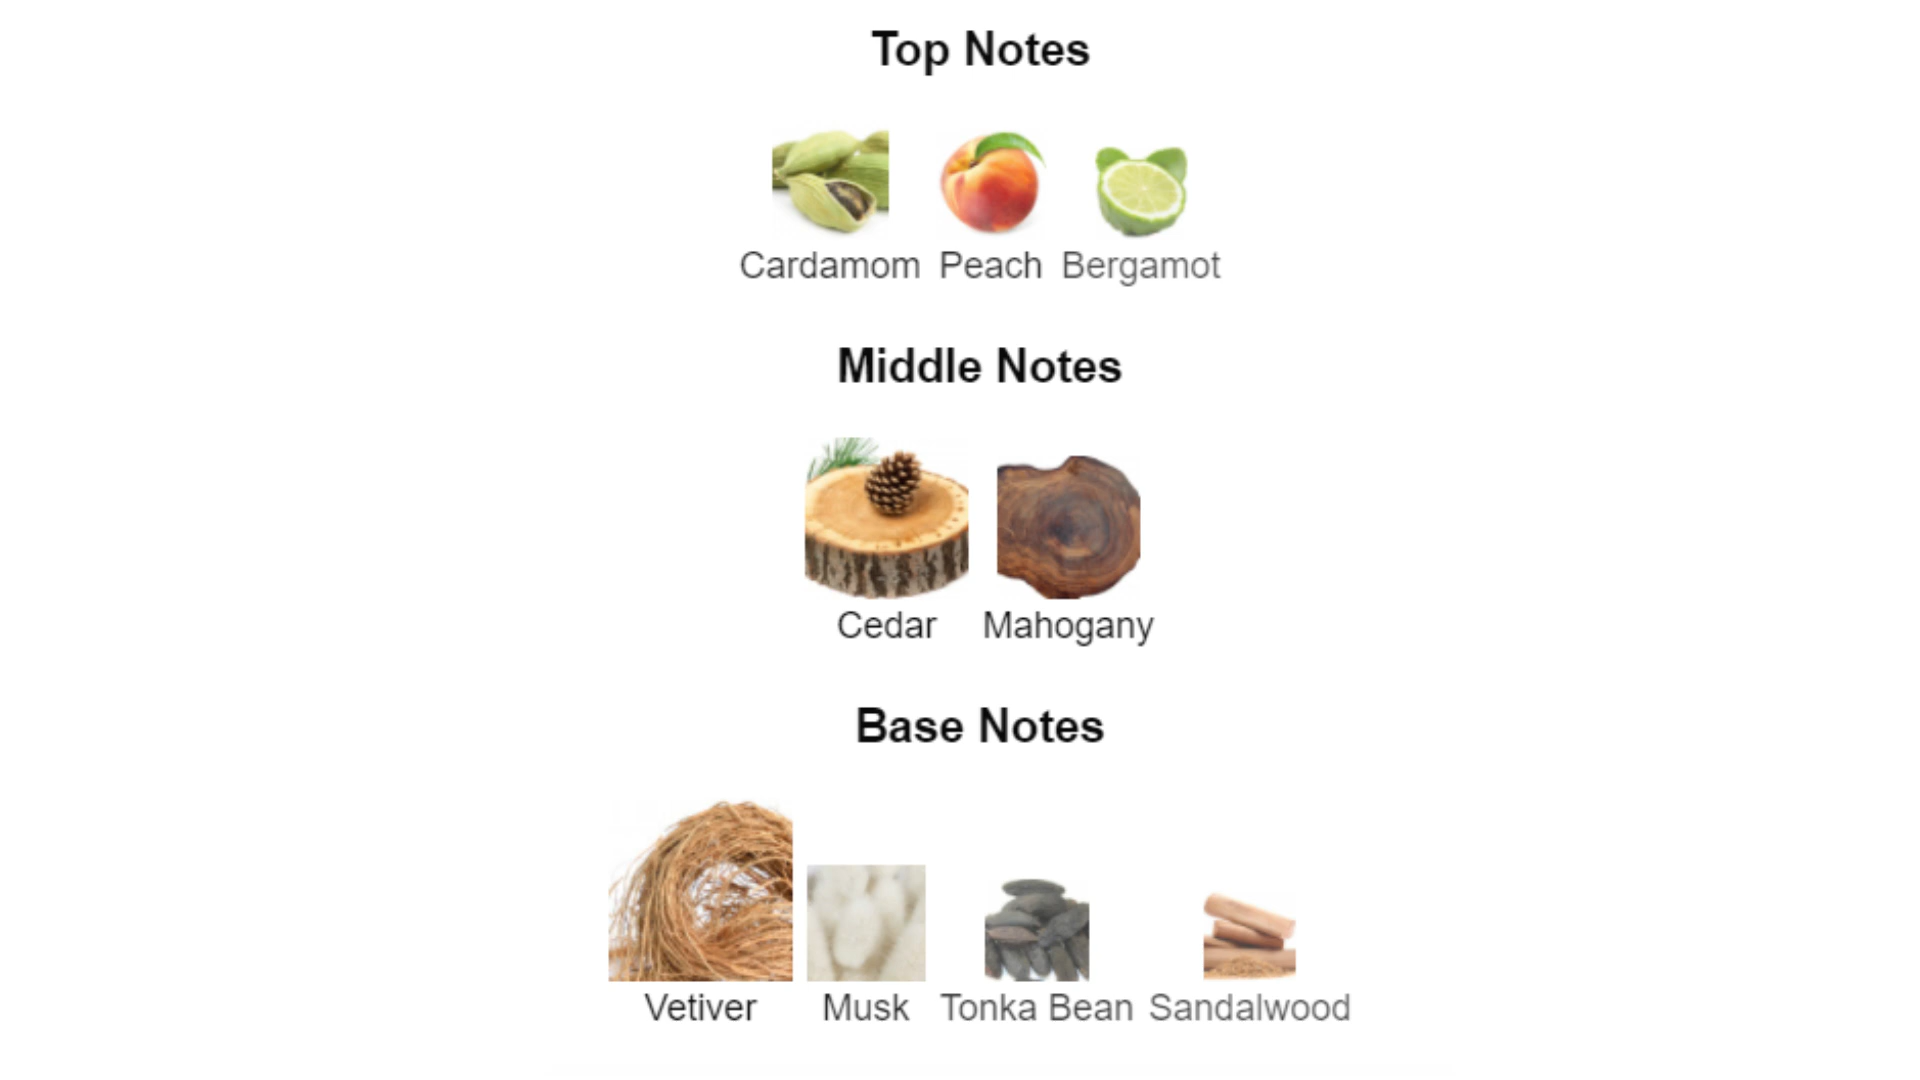 Top Notes
Cardamom Peach Bergamot
Middle Notes
Cedar Mahogany
Base Notes
Vetiver Musk Tonka Bean Sandalwood